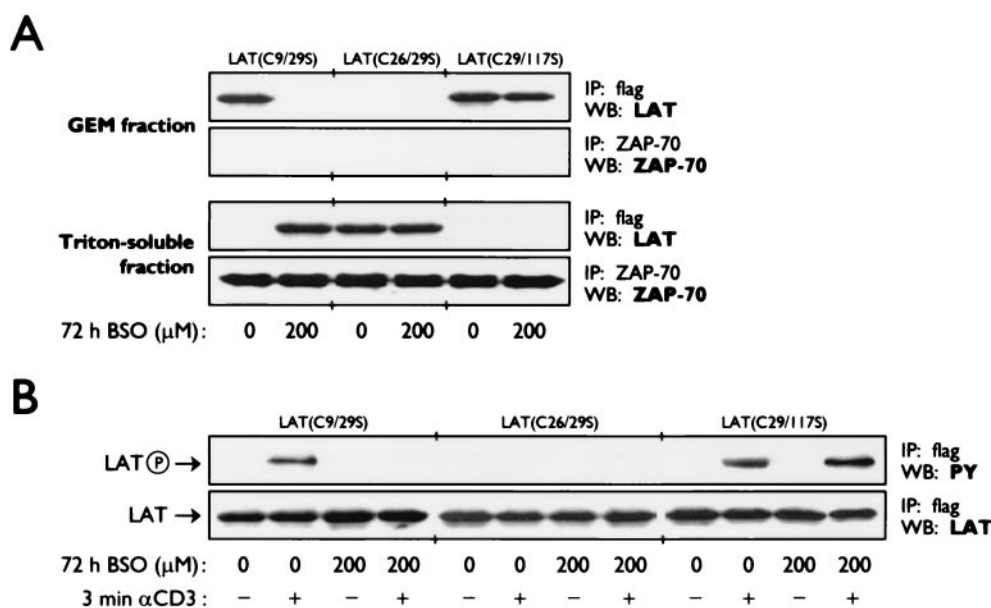 A
LAT(C9/29S) LAT(C26/29S) LAT(C29/117S)
GEM fraction
IP: flag
WB: LAT
IP: ZAP-70
WB: ZAP-70
Triton-soluble
fraction
IP: flag
WB: LAT
IP: ZAP-70
WB: ZAP-70
72 h BSO (μM): 0 200 0 200 0 200
B
LAT(C9/29S) LAT(C26/29S) LAT(C29/117S)
LAT Ⓟ →
IP: flag
WB: PY
LAT →
IP: flag
WB: LAT
72 h BSO (μM): 0 0 200 200 0 0 200 200 0 0 200 200
3 min αCD3: − + − + − + − + − + − +